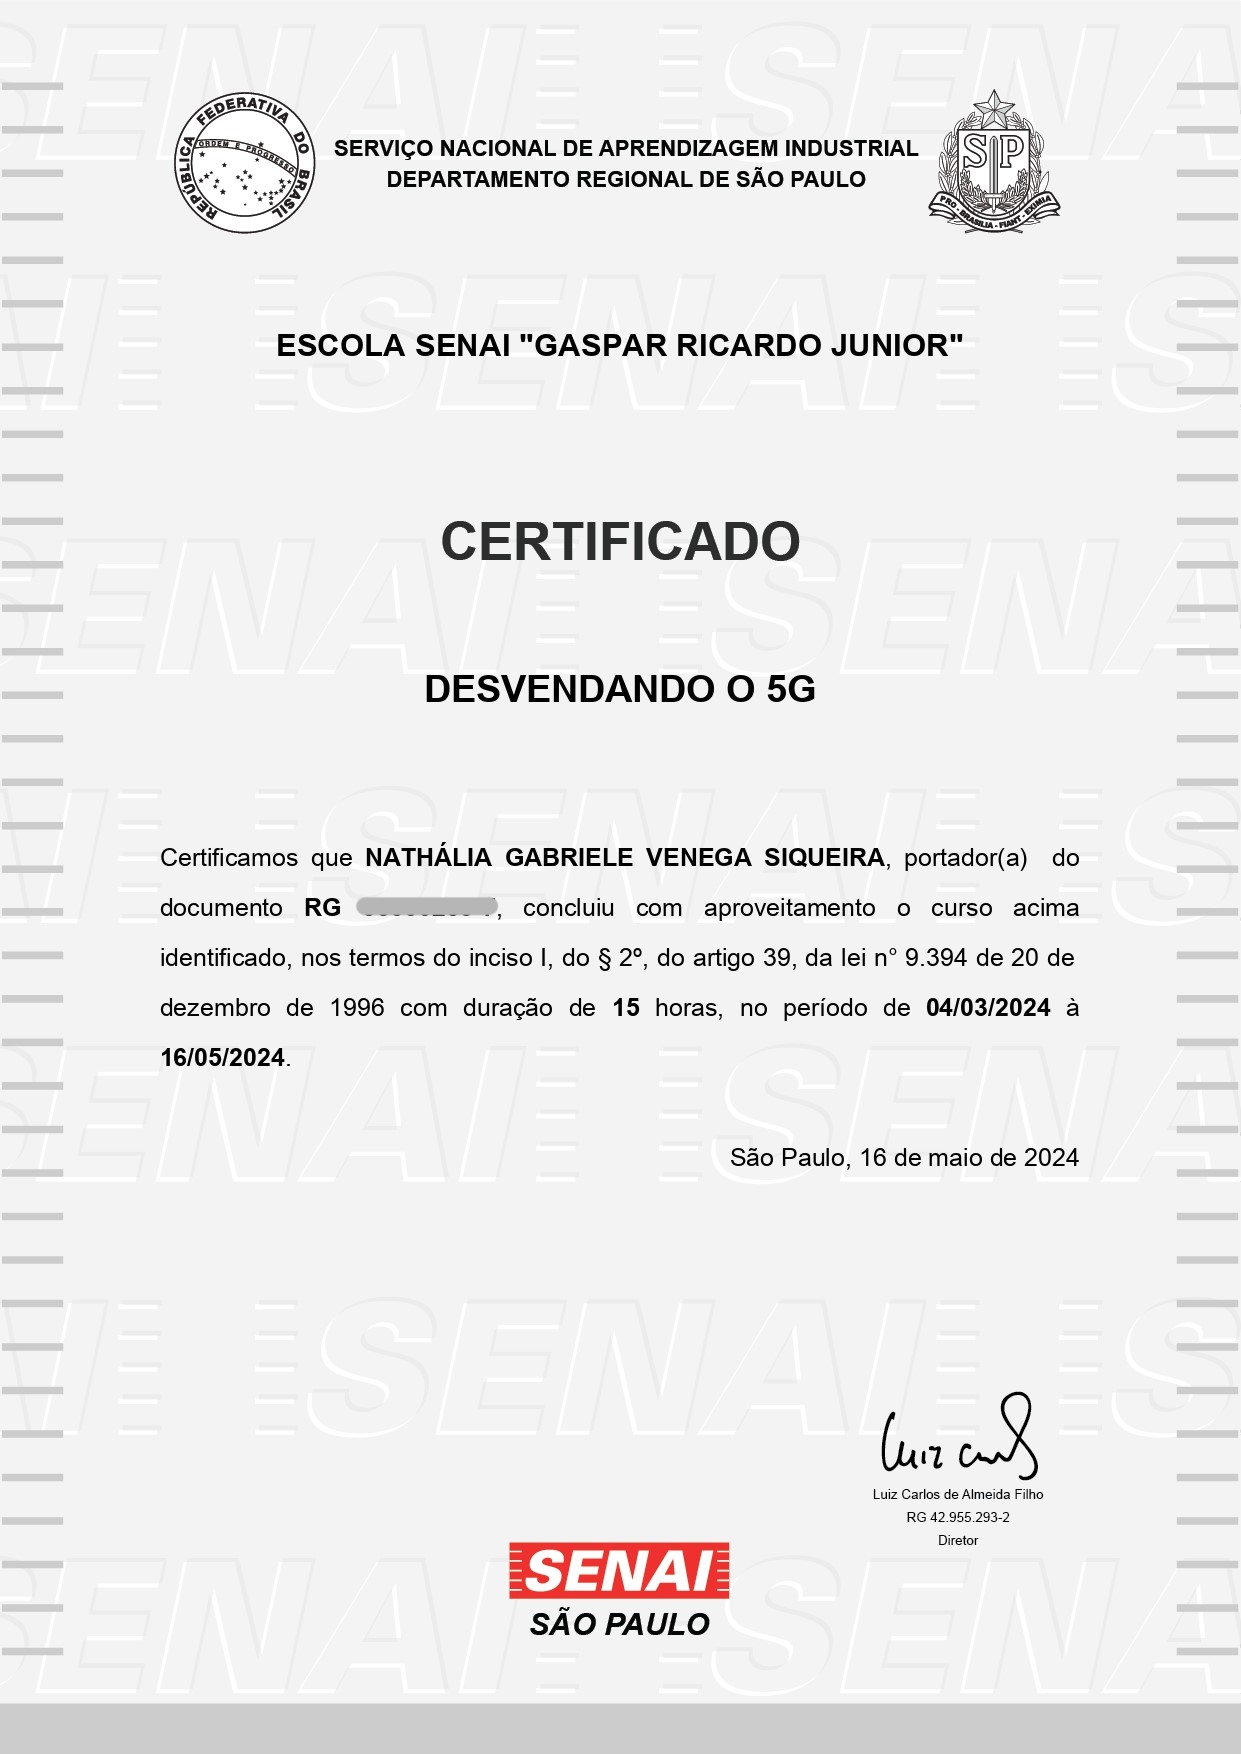 REPÚBLICA FEDERATIVA DO BRASIL
ORDEM E PROGRESSO
SERVIÇO NACIONAL DE APRENDIZAGEM INDUSTRIAL
DEPARTAMENTO REGIONAL DE SÃO PAULO
SP
PRO - BRASILIA - FIANT - EXIMIA
ESCOLA SENAI "GASPAR RICARDO JUNIOR"
CERTIFICADO
DESVENDANDO O 5G
Certificamos que NATHÁLIA GABRIELE VENEGA SIQUEIRA, portador(a) do
documento RG , concluiu com aproveitamento o curso acima
identificado, nos termos do inciso I, do § 2º, do artigo 39, da lei n° 9.394 de 20 de
dezembro de 1996 com duração de 15 horas, no período de 04/03/2024 à
16/05/2024.
São Paulo, 16 de maio de 2024
Luiz Carlos de Almeida Filho
RG 42.955.293-2
Diretor
SENAI
SÃO PAULO